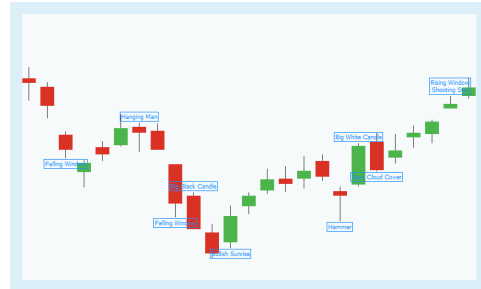 Rising Window
Shooting Star
Hanging Man
Big White Candle
Falling Window
Dark Cloud Cover
Big Black Candle
Falling Window
Hammer
Bullish Sunrise